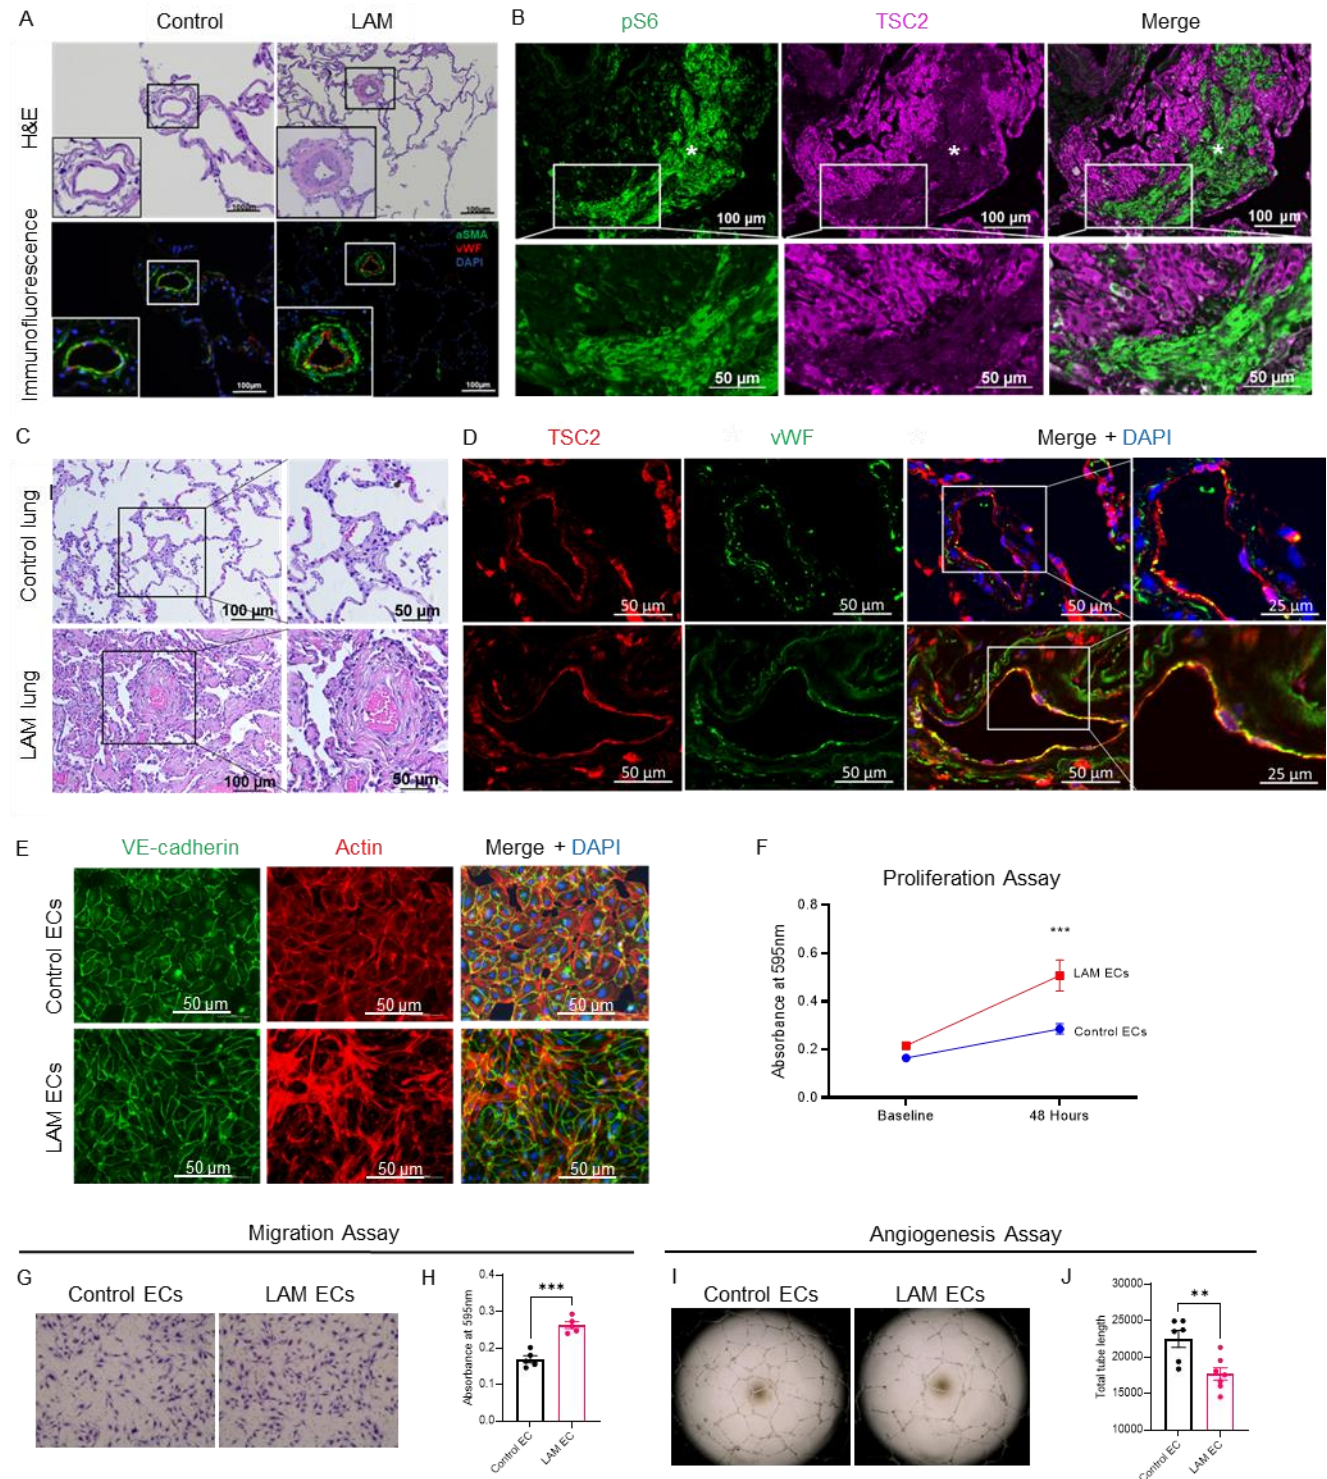 A
Control
LAM
H&E
100µm
100µm
Immunofluorescence
aSMA
vWF
DAPI
100µm
100µm
B
pS6
TSC2
Merge
*
*
*
100 µm
100 µm
100 µm
50 µm
50 µm
50 µm
C
Control lung
100 µm
50 µm
LAM lung
100 µm
50 µm
D
TSC2
vWF
Merge + DAPI
50 µm
50 µm
50 µm
25 µm
50 µm
50 µm
50 µm
25 µm
E
VE-cadherin
Actin
Merge + DAPI
Control ECs
50 µm
50 µm
50 µm
LAM ECs
50 µm
50 µm
50 µm
F
Proliferation Assay
Absorbance at 595nm
0.8
0.6
0.4
0.2
0.0
***
LAM ECs
Control ECs
Baseline
48 Hours
Migration Assay
G
Control ECs
LAM ECs
H
Absorbance at 595nm
0.4
0.3
0.2
0.1
0.0
***
Control EC
LAM EC
Angiogenesis Assay
I
Control ECs
LAM ECs
J
Total tube length
30000
25000
20000
15000
10000
**
Control EC
LAM EC